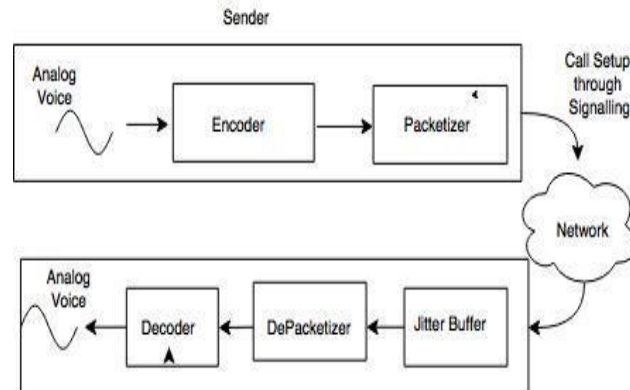 Sender
Analog
Voice
Encoder
Packetizer
Call Setup
through
Signalling
Network
Analog
Voice
Decoder
DePacketizer
Jitter Buffer